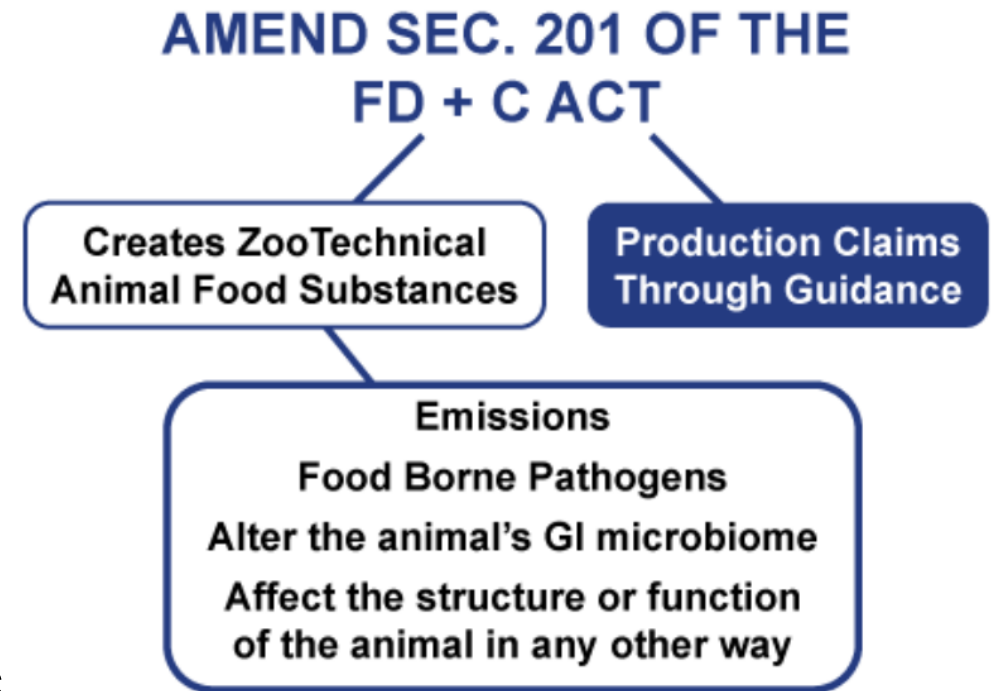 AMEND SEC. 201 OF THE
FD + C ACT
Creates ZooTechnical
Animal Food Substances
Production Claims
Through Guidance
Emissions
Food Borne Pathogens
Alter the animal’s GI microbiome
Affect the structure or function
of the animal in any other way